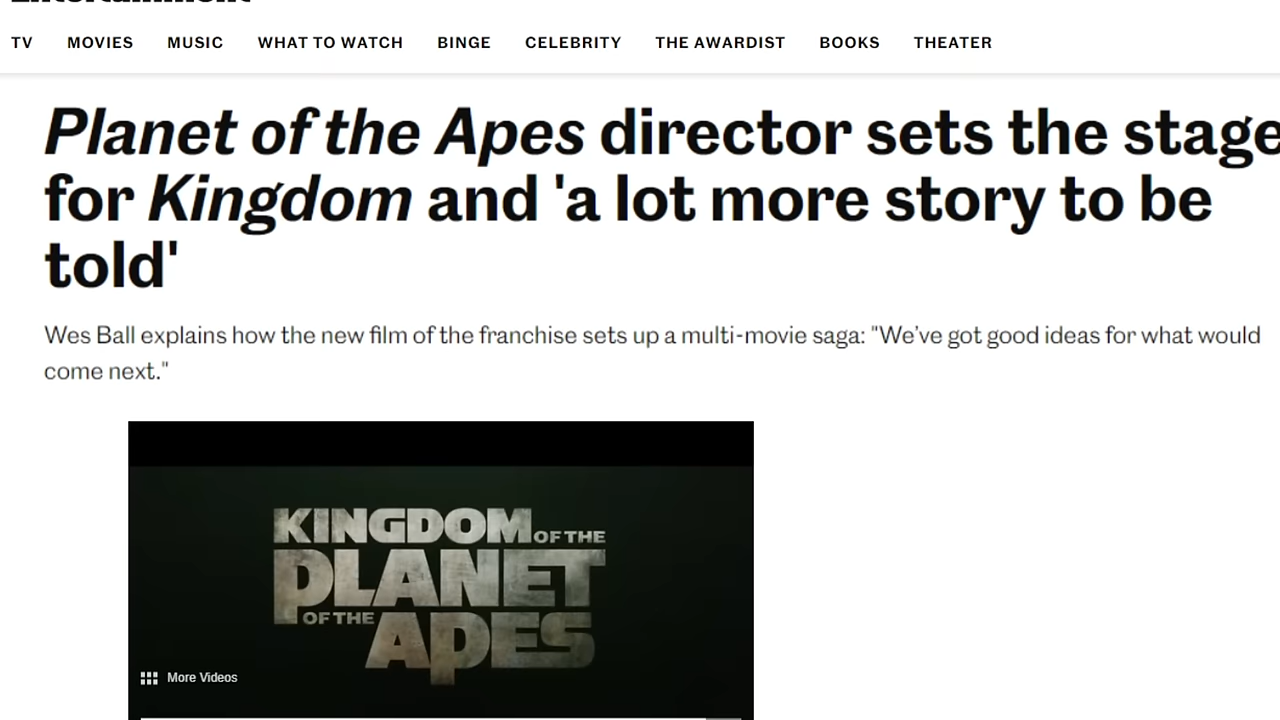 TV MOVIES MUSIC WHAT TO WATCH BINGE CELEBRITY THE AWARDIST BOOKS THEATER
Planet of the Apes director sets the stage
for Kingdom and 'a lot more story to be
told'
Wes Ball explains how the new film of the franchise sets up a multi-movie saga: "We've got good ideas for what would
come next."
KINGDOM OF THE
PLANET
OF THE APES
More Videos